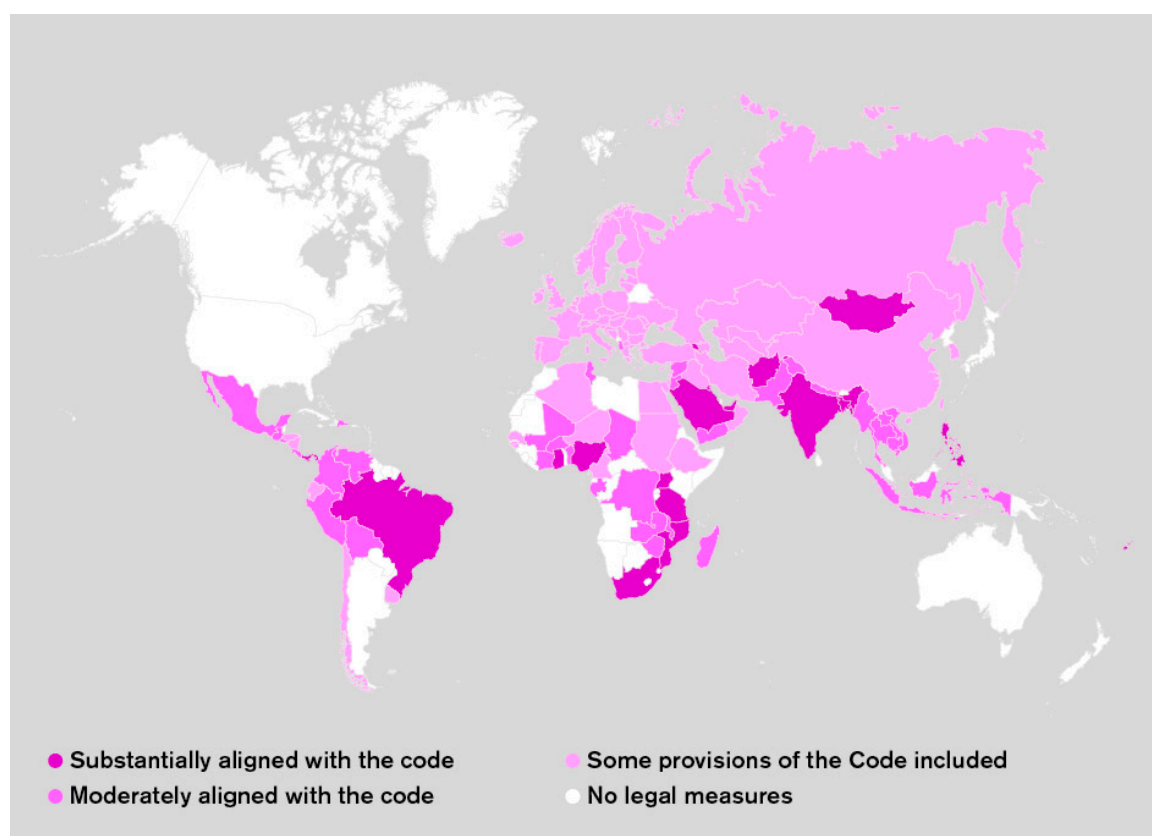 Substantially aligned with the code
Moderately aligned with the code
Some provisions of the Code included
No legal measures